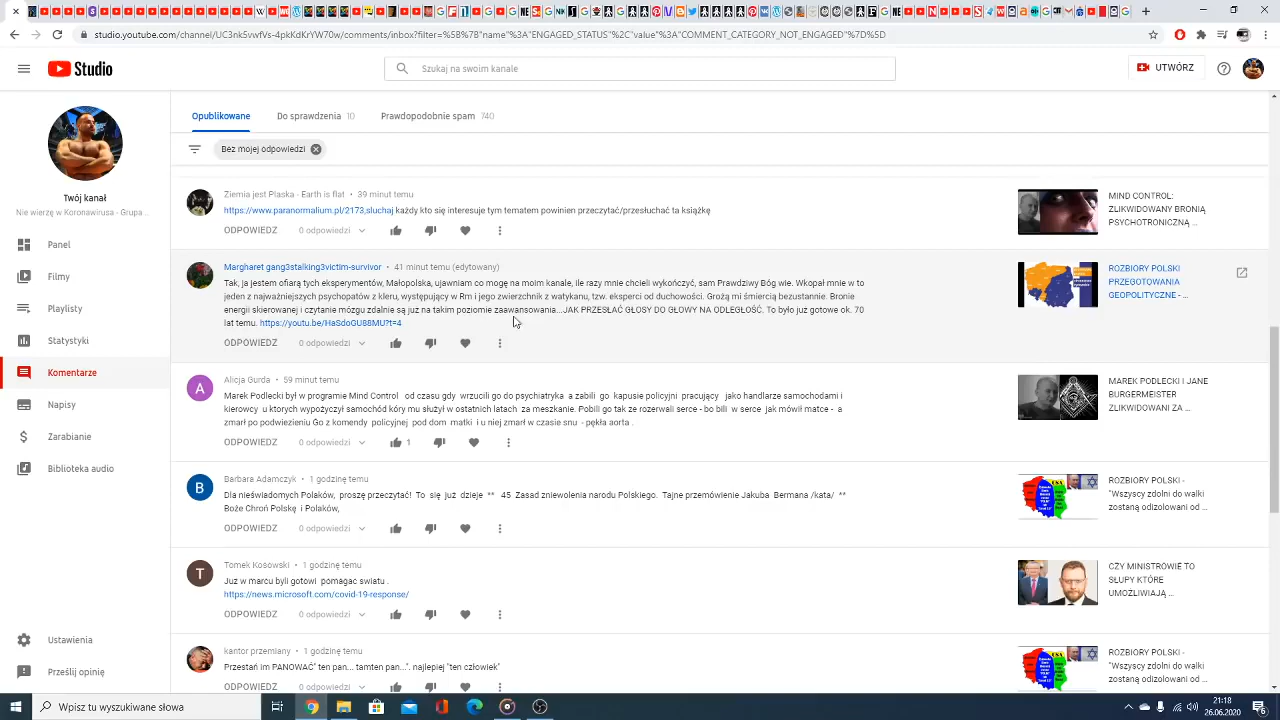 studio.youtube.com/channel/UC3nk5vwfVs-4pkKdKrYW70w/comments/inbox?filter=%5B%7B"name"%3A"ENGAGED_STATUS"%2C"value"%3A"COMMENT_CATEGORY_NOT_ENGAGED"%7D%5D
Studio
Szukaj na swoim kanale
UTWÓRZ
Opublikowane
Do sprawdzenia 10
Prawdopodobnie spam 740
Bez mojej odpowiedzi
Twój kanał
Nie wierzę w Koronawirusa - Grupa ...
Panel
Filmy
Playlisty
Statystyki
Komentarze
Napisy
Zarabianie
Biblioteka audio
Ustawienia
Prześlij opinię
Ziemia jest Plaska - Earth is flat • 39 minut temu
https://www.paranormalium.pl/2173,sluchaj każdy kto się interesuje tym tematem powinien przeczytać/przesłuchać ta książkę
ODPOWIEDZ 0 odpowiedzi
MIND CONTROL:
ZLIKWIDOWANY BRONIĄ
PSYCHOTRONICZNĄ ...
Margharet gang3stalking3victim-survivor • 41 minut temu (edytowany)
Tak, ja jestem ofiarą tych eksperymentów, Małopolska, ujawniam co mogę na moim kanale, ile razy mnie chcieli wykończyć, sam Prawdziwy Bóg wie. Wkopał mnie w to
jeden z najważniejszych psychopatów z kleru, występujący w Rm i jego zwierzchnik z watykanu, tzw. eksperci od duchowości. Grożą mi śmiercią bezustannie. Bronie
energii skierowanej i czytanie mózgu zdalnie są juz na takim poziomie zaawansowania...JAK PRZESŁAĆ GŁOSY DO GŁOWY NA ODLEGŁOŚĆ. To było już gotowe ok. 70
lat temu. https://youtu.be/HaSdoGU88MU?t=4
ODPOWIEDZ 0 odpowiedzi
ROZBIORY POLSKI
PRZEGOTOWANIA
GEOPOLITYCZNE - ...
A
Alicja Gurda • 59 minut temu
Marek Podlecki był w programie Mind Control od czasu gdy wrzucili go do psychiatryka a zabili go kapusie policyjni pracujący jako handlarze samochodami i
kierowcy u ktorych wypożyczył samochód kóry mu służył w ostatnich latach za meszkanie. Pobili go tak ze rozerwali serce - bo bili w serce jak mówił matce - a
zmarł po podwiezieniu Go z komendy policyjnej pod dom matki i u niej zmarł w czasie snu - pękła aorta .
ODPOWIEDZ 0 odpowiedzi 1
MAREK PODLECKI I JANE
BURGERMEISTER
ZLIKWIDOWANI ZA ...
B
Barbara Adamczyk • 1 godzinę temu
Dla nieświadomych Polaków, proszę przeczytać! To się już dzieje ** 45 Zasad zniewolenia narodu Polskiego. Tajne przemówienie Jakuba Bermana /kata/ **
Boże Chroń Polskę i Polaków,
ODPOWIEDZ 0 odpowiedzi
USA
ROZBIORY POLSKI -
"Wszyscy zdolni do walki
zostaną odizolowani od ...
T
Tomek Kosowski • 1 godzinę temu
Juz w marcu byli gotowi pomagac swiatu .
https://news.microsoft.com/covid-19-response/
ODPOWIEDZ 0 odpowiedzi
CZY MINISTROWIE TO
SŁUPY KTÓRE
UMOŻLIWIAJĄ ...
kantor przemiany • 1 godzinę temu
Przestań im PANOWAĆ" ten pan... tamten pan...". najlepiej "ten człowiek"
ODPOWIEDZ 0 odpowiedzi
USA
ROZBIORY POLSKI -
"Wszyscy zdolni do walki
zostaną odizolowani od ...
Wpisz tu wyszukiwane słowa
21:18
26.06.2020